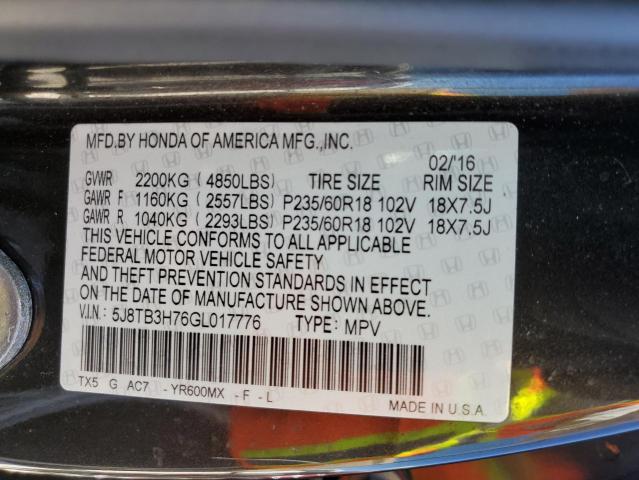 MFD.BY HONDA OF AMERICA MFG.,INC.
02/'16
GVWR 2200KG ( 4850LBS) TIRE SIZE RIM SIZE
GAWR F 1160KG ( 2557LBS) P235/60R18 102V 18X7.5J
GAWR R 1040KG ( 2293LBS) P235/60R18 102V 18X7.5J
THIS VEHICLE CONFORMS TO ALL APPLICABLE
FEDERAL MOTOR VEHICLE SAFETY
AND THEFT PREVENTION STANDARDS IN EFFECT
ON THE DATE OF MANUFACTURE SHOWN ABOVE.
V.I.N: 5J8TB3H76GL017776 TYPE: MPV
TX5 G AC7 - YR600MX - F - L
MADE IN U.S.A.